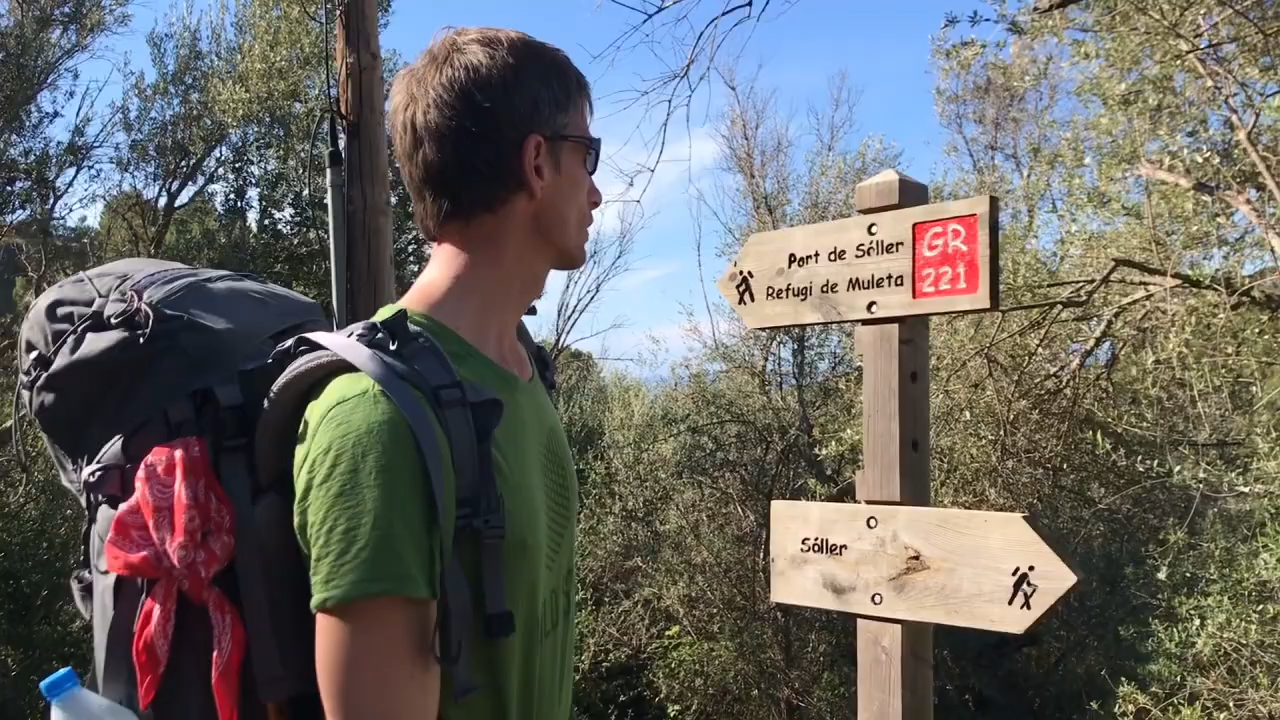 Port de Sóller
Refugi de Muleta
GR
221
Sóller